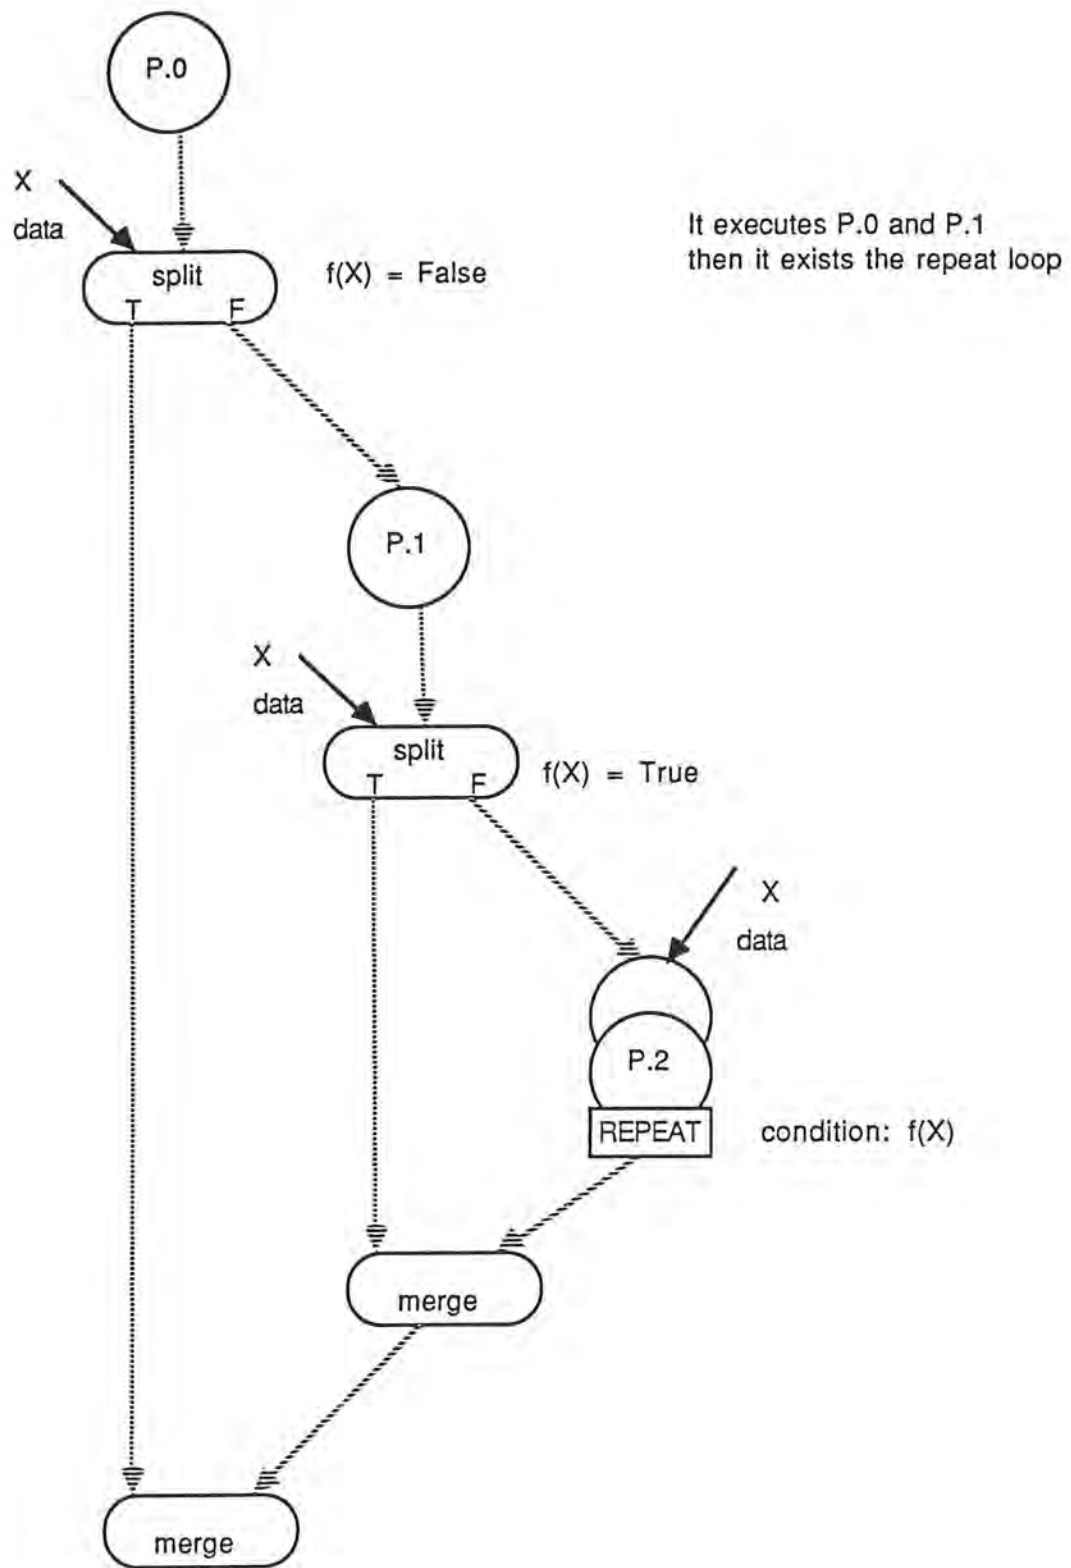 P.0
X
data
It executes P.0 and P.1
then it exists the repeat loop
split
T F
f(X) = False
P.1
X
data
split
T F
f(X) = True
X
data
P.2
REPEAT
condition: f(X)
merge
merge